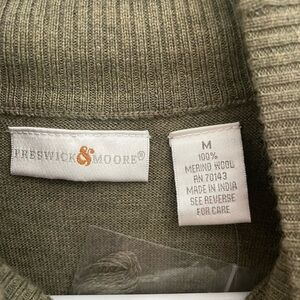 PRESWICK & MOORE®
M
100%
MERINO WOOL
RN.70143
MADE IN INDIA
SEE REVERSE
FOR CARE